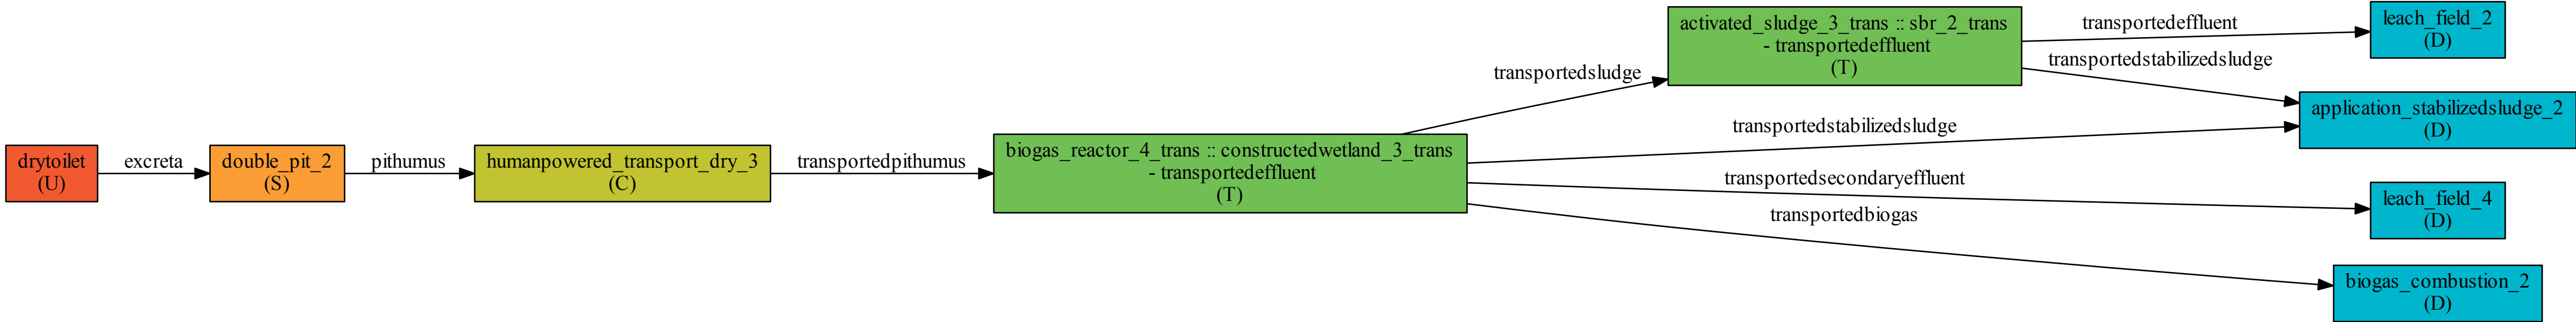 drytoilet
(U)
excreta
double_pit_2
(S)
pithumus
humanpowered_transport_dry_3
(C)
transportedpithumus
biogas_reactor_4_trans :: constructedwetland_3_trans
- transportedeffluent
(T)
transportedsludge
transportedstabilizedsludge
transportedsecondaryeffluent
transportedbiogas
activated_sludge_3_trans :: sbr_2_trans
- transportedeffluent
(T)
transportedeffluent
transportedstabilizedsludge
leach_field_2
(D)
application_stabilizedsludge_2
(D)
leach_field_4
(D)
biogas_combustion_2
(D)